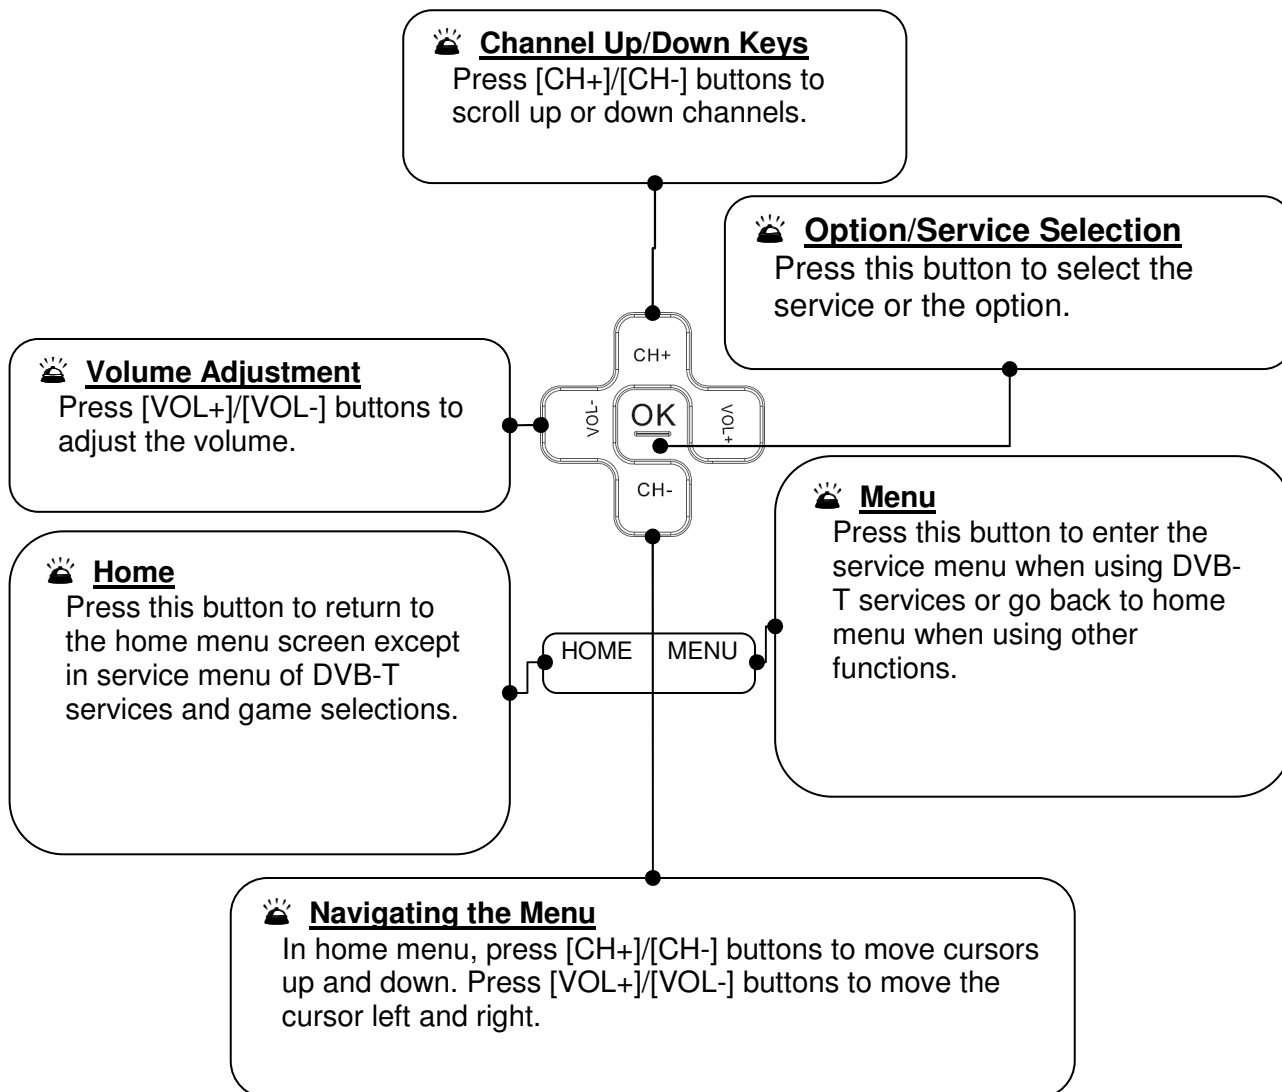 Channel Up/Down Keys
Press [CH+]/[CH-] buttons to
scroll up or down channels.
Option/Service Selection
Press this button to select the
service or the option.
Volume Adjustment
Press [VOL+]/[VOL-] buttons to
adjust the volume.
CH+
VOL-
OK
VOL+
CH-
Menu
Press this button to enter the
service menu when using DVB-
T services or go back to home
menu when using other
functions.
Home
Press this button to return to
the home menu screen except
in service menu of DVB-T
services and game selections.
HOME
MENU
Navigating the Menu
In home menu, press [CH+]/[CH-] buttons to move cursors
up and down. Press [VOL+]/[VOL-] buttons to move the
cursor left and right.